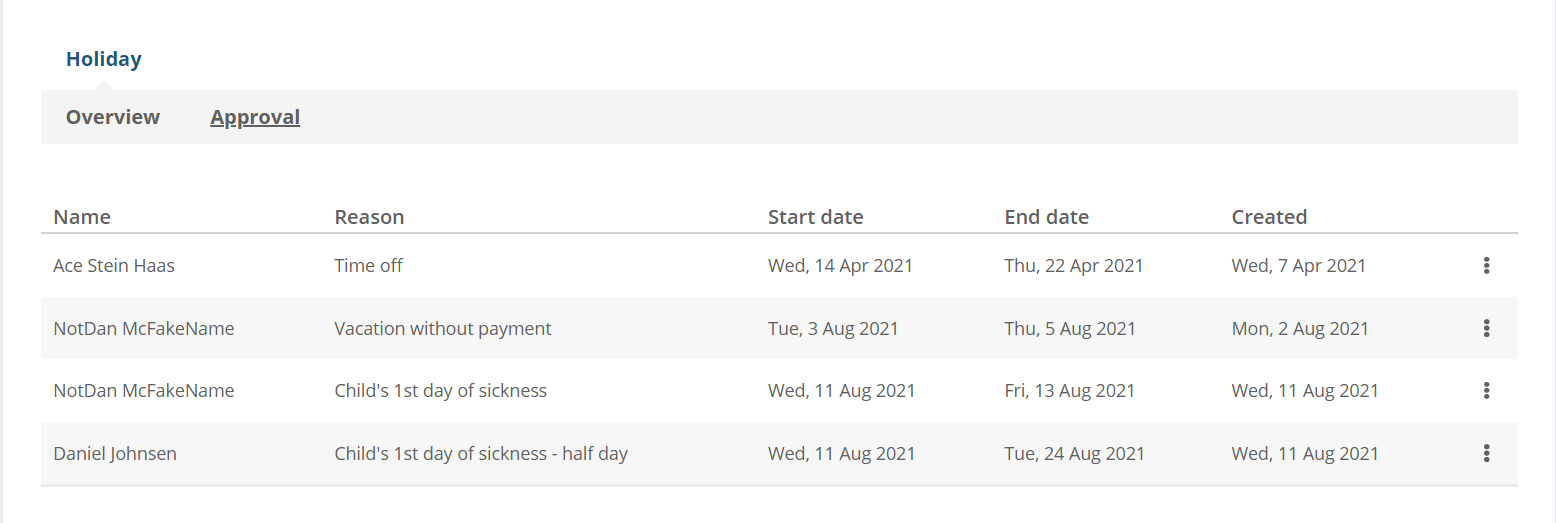 Holiday
Overview Approval
Name Reason Start date End date Created
Ace Stein Haas Time off Wed, 14 Apr 2021 Thu, 22 Apr 2021 Wed, 7 Apr 2021
NotDan McFakeName Vacation without payment Tue, 3 Aug 2021 Thu, 5 Aug 2021 Mon, 2 Aug 2021
NotDan McFakeName Child's 1st day of sickness Wed, 11 Aug 2021 Fri, 13 Aug 2021 Wed, 11 Aug 2021
Daniel Johnsen Child's 1st day of sickness - half day Wed, 11 Aug 2021 Tue, 24 Aug 2021 Wed, 11 Aug 2021